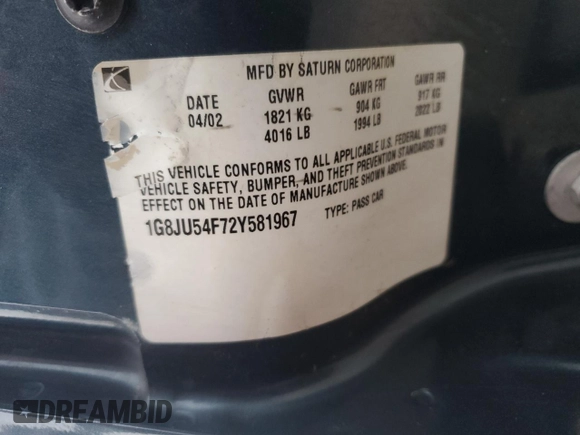 MFD BY SATURN CORPORATION
DATE GVWR GAWR FRT GAWR RR
04/02 1821 KG 904 KG 917 KG
4016 LB 1994 LB 2022 LB
THIS VEHICLE CONFORMS TO ALL APPLICABLE U.S. FEDERAL MOTOR
VEHICLE SAFETY, BUMPER, AND THEFT PREVENTION STANDARDS IN
EFFECT ON THE DATE OF MANUFACTURE SHOWN ABOVE.
1G8JU54F72Y581967 TYPE: PASS CAR
DREAMBID